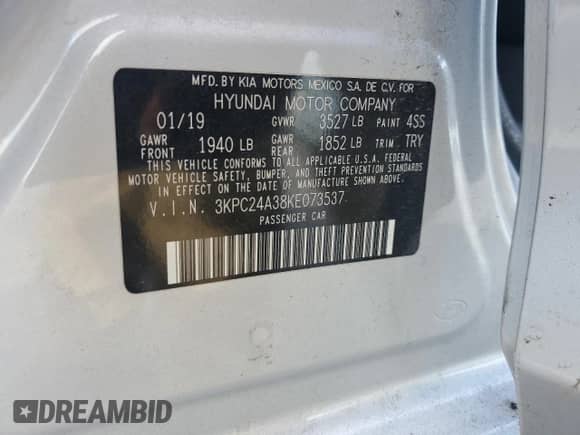 MFD. BY KIA MOTORS MEXICO S.A. DE C.V. FOR
HYUNDAI MOTOR COMPANY
01/19 GVWR 3527 LB PAINT 4SS
GAWR FRONT 1940 LB GAWR REAR 1852 LB TRIM TRY
THIS VEHICLE CONFORMS TO ALL APPLICABLE U.S.A. FEDERAL
MOTOR VEHICLE SAFETY, BUMPER, AND THEFT PREVENTION STANDARDS
IN EFFECT ON THE DATE OF MANUFACTURE SHOWN ABOVE.
V.I.N. 3KPC24A38KE073537
PASSENGER CAR
DREAMBID